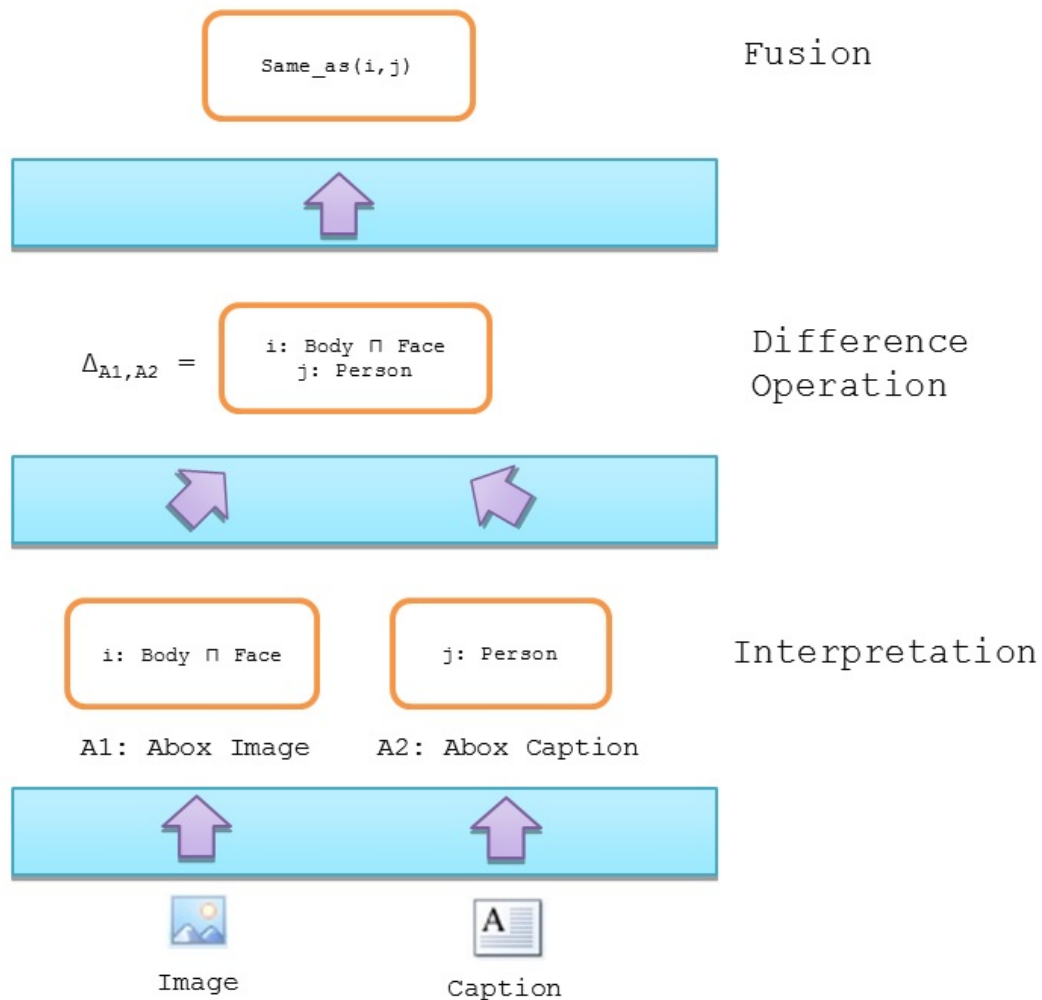 Same_as(i,j)
Fusion
Δ_A1,A2 =
i: Body ⊓ Face
j: Person
Difference
Operation
i: Body ⊓ Face
j: Person
Interpretation
A1: Abox Image
A2: Abox Caption
A
Image
Caption